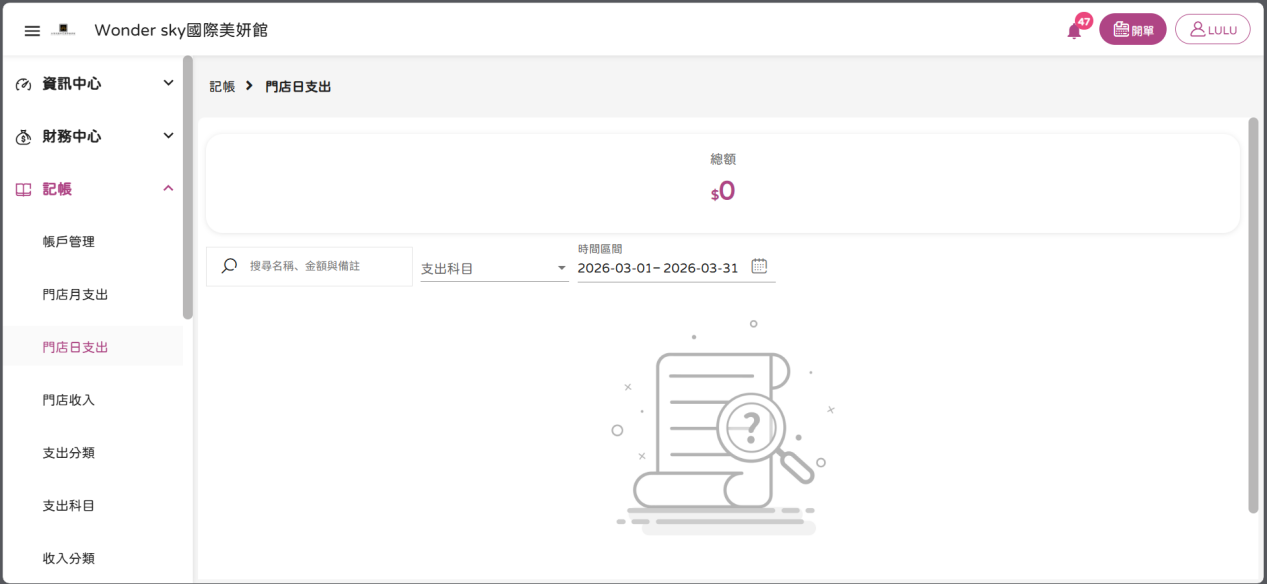 Wonder sky國際美妍館
47
開單
LULU
資訊中心
財務中心
記帳
帳戶管理
門店月支出
門店日支出
門店收入
支出分類
支出科目
收入分類
記帳 > 門店日支出
總額
$0
搜尋名稱、金額與備註
支出科目
時間區間
2026-03-01–2026-03-31
?